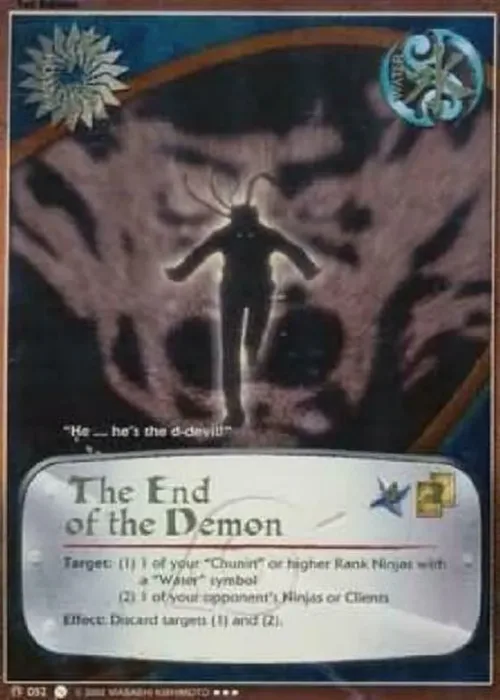 1st Edition
WATER
"He ... he's the d-devil!"
The End
of the Demon
Target: (1) 1 of your "Chunin" or higher Rank Ninjas with
a "Water" symbol
(2) 1 of your opponent's Ninjas or Clients
Effect: Discard targets (1) and (2).
052 © 2002 MASASHI KISHIMOTO